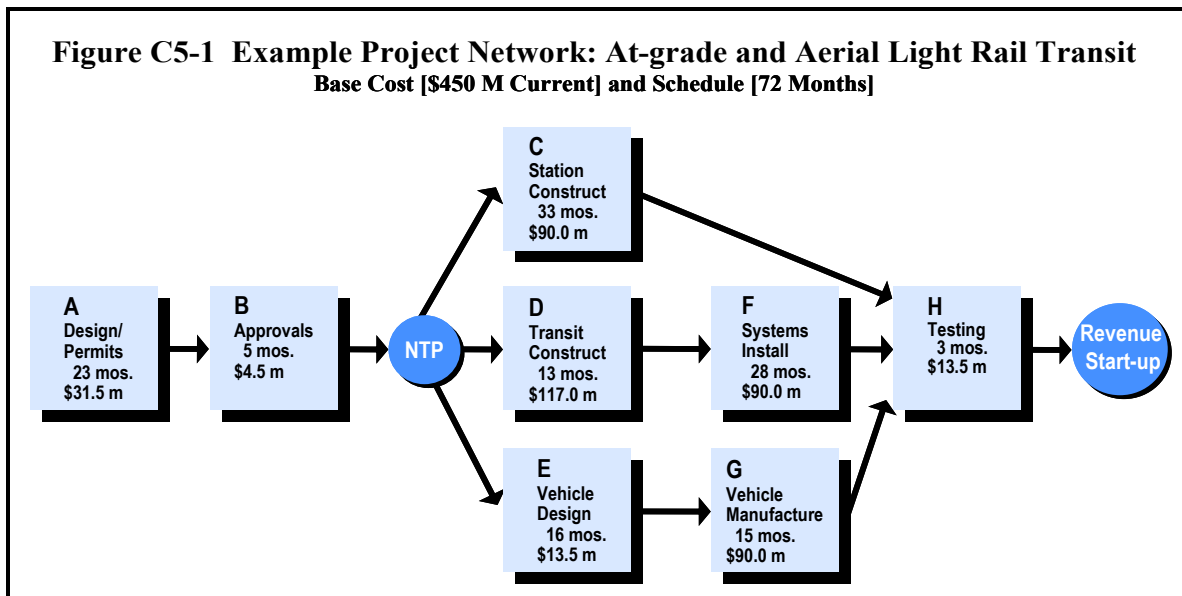 Figure C5-1 Example Project Network: At-grade and Aerial Light Rail Transit
Base Cost [$450 M Current] and Schedule [72 Months]
C
Station
Construct
33 mos.
$90.0 m
A
Design/
Permits
23 mos.
$31.5 m
B
Approvals
5 mos.
$4.5 m
NTP
D
Transit
Construct
13 mos.
$117.0 m
F
Systems
Install
28 mos.
$90.0 m
H
Testing
3 mos.
$13.5 m
Revenue
Start-up
E
Vehicle
Design
16 mos.
$13.5 m
G
Vehicle
Manufacture
15 mos.
$90.0 m